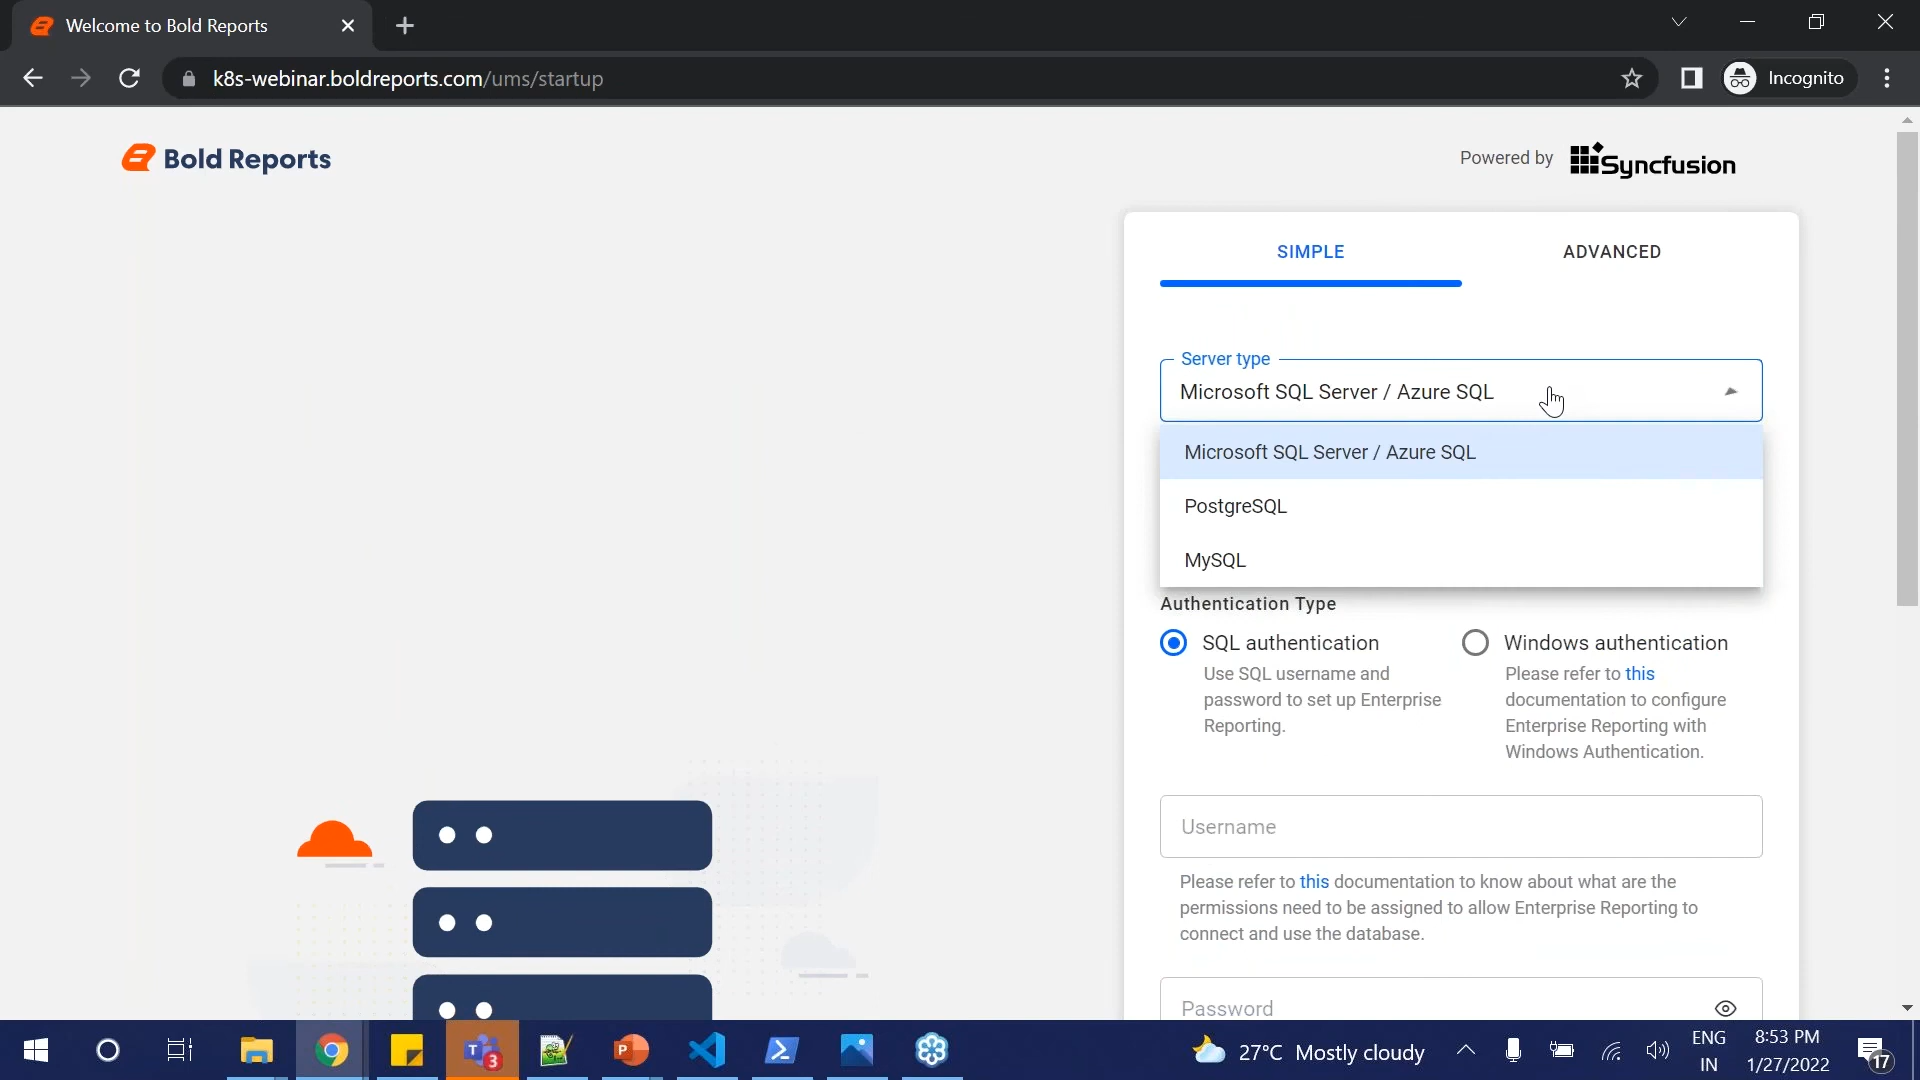 Welcome to Bold Reports
k8s-webinar.boldreports.com/ums/startup
Incognito
Bold Reports
Powered by
Syncfusion
SIMPLE
ADVANCED
Server type
Microsoft SQL Server / Azure SQL
Microsoft SQL Server / Azure SQL
PostgreSQL
MySQL
Authentication Type
SQL authentication
Use SQL username and
password to set up Enterprise
Reporting.
Windows authentication
Please refer to this
documentation to configure
Enterprise Reporting with
Windows Authentication.
Username
Please refer to this documentation to know about what are the
permissions need to be assigned to allow Enterprise Reporting to
connect and use the database.
Password
3
27°C Mostly cloudy
ENG
IN
8:53 PM
1/27/2022
17